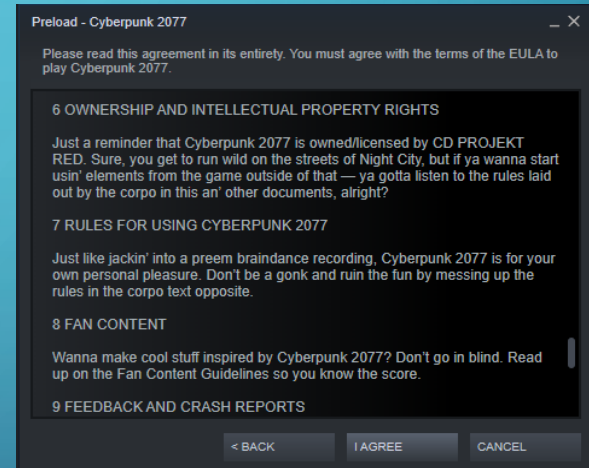 Preload - Cyberpunk 2077
Please read this agreement in its entirety. You must agree with the terms of the EULA to
play Cyberpunk 2077.
6 OWNERSHIP AND INTELLECTUAL PROPERTY RIGHTS
Just a reminder that Cyberpunk 2077 is owned/licensed by CD PROJEKT
RED. Sure, you get to run wild on the streets of Night City, but if ya wanna start
usin’ elements from the game outside of that — ya gotta listen to the rules laid
out by the corpo in this an’ other documents, alright?
7 RULES FOR USING CYBERPUNK 2077
Just like jackin’ into a preem braindance recording, Cyberpunk 2077 is for your
own personal pleasure. Don’t be a gonk and ruin the fun by messing up the
rules in the corpo text opposite.
8 FAN CONTENT
Wanna make cool stuff inspired by Cyberpunk 2077? Don’t go in blind. Read
up on the Fan Content Guidelines so you know the score.
9 FEEDBACK AND CRASH REPORTS
< BACK
I AGREE
CANCEL